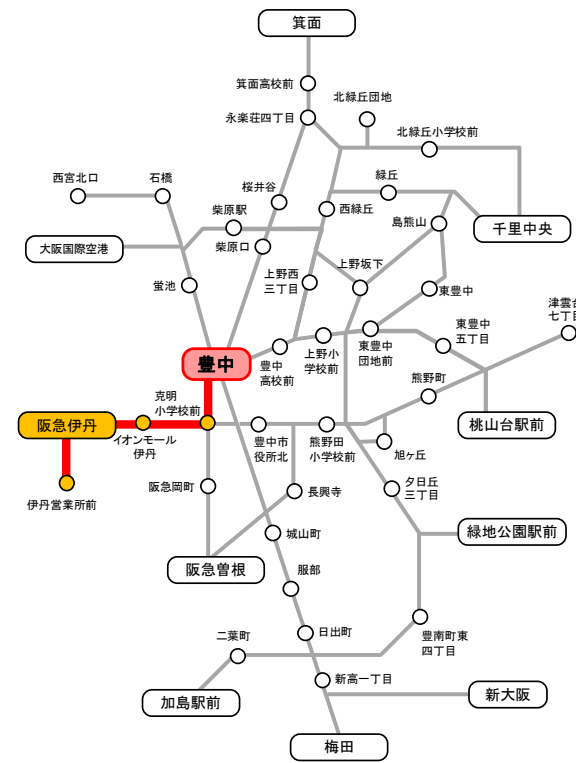 箕面
箕面高校前
北緑丘団地
永楽荘四丁目
北緑丘小学校前
西宮北口
石橋
桜井谷
緑丘
柴原駅
西緑丘
島熊山
千里中央
大阪国際空港
柴原口
上野西
三丁目
上野坂下
蛍池
東豊中
津雲台
七丁目
豊中
豊中
高校前
上野小
学校前
東豊中
団地前
東豊中
五丁目
克明
小学校前
熊野町
阪急伊丹
イオンモール
伊丹
豊中市
役所北
熊野田
小学校前
旭ヶ丘
桃山台駅前
伊丹営業所前
阪急岡町
長興寺
夕日丘
三丁目
城山町
緑地公園駅前
阪急曽根
服部
二葉町
日出町
豊南町東
四丁目
新高一丁目
加島駅前
新大阪
梅田